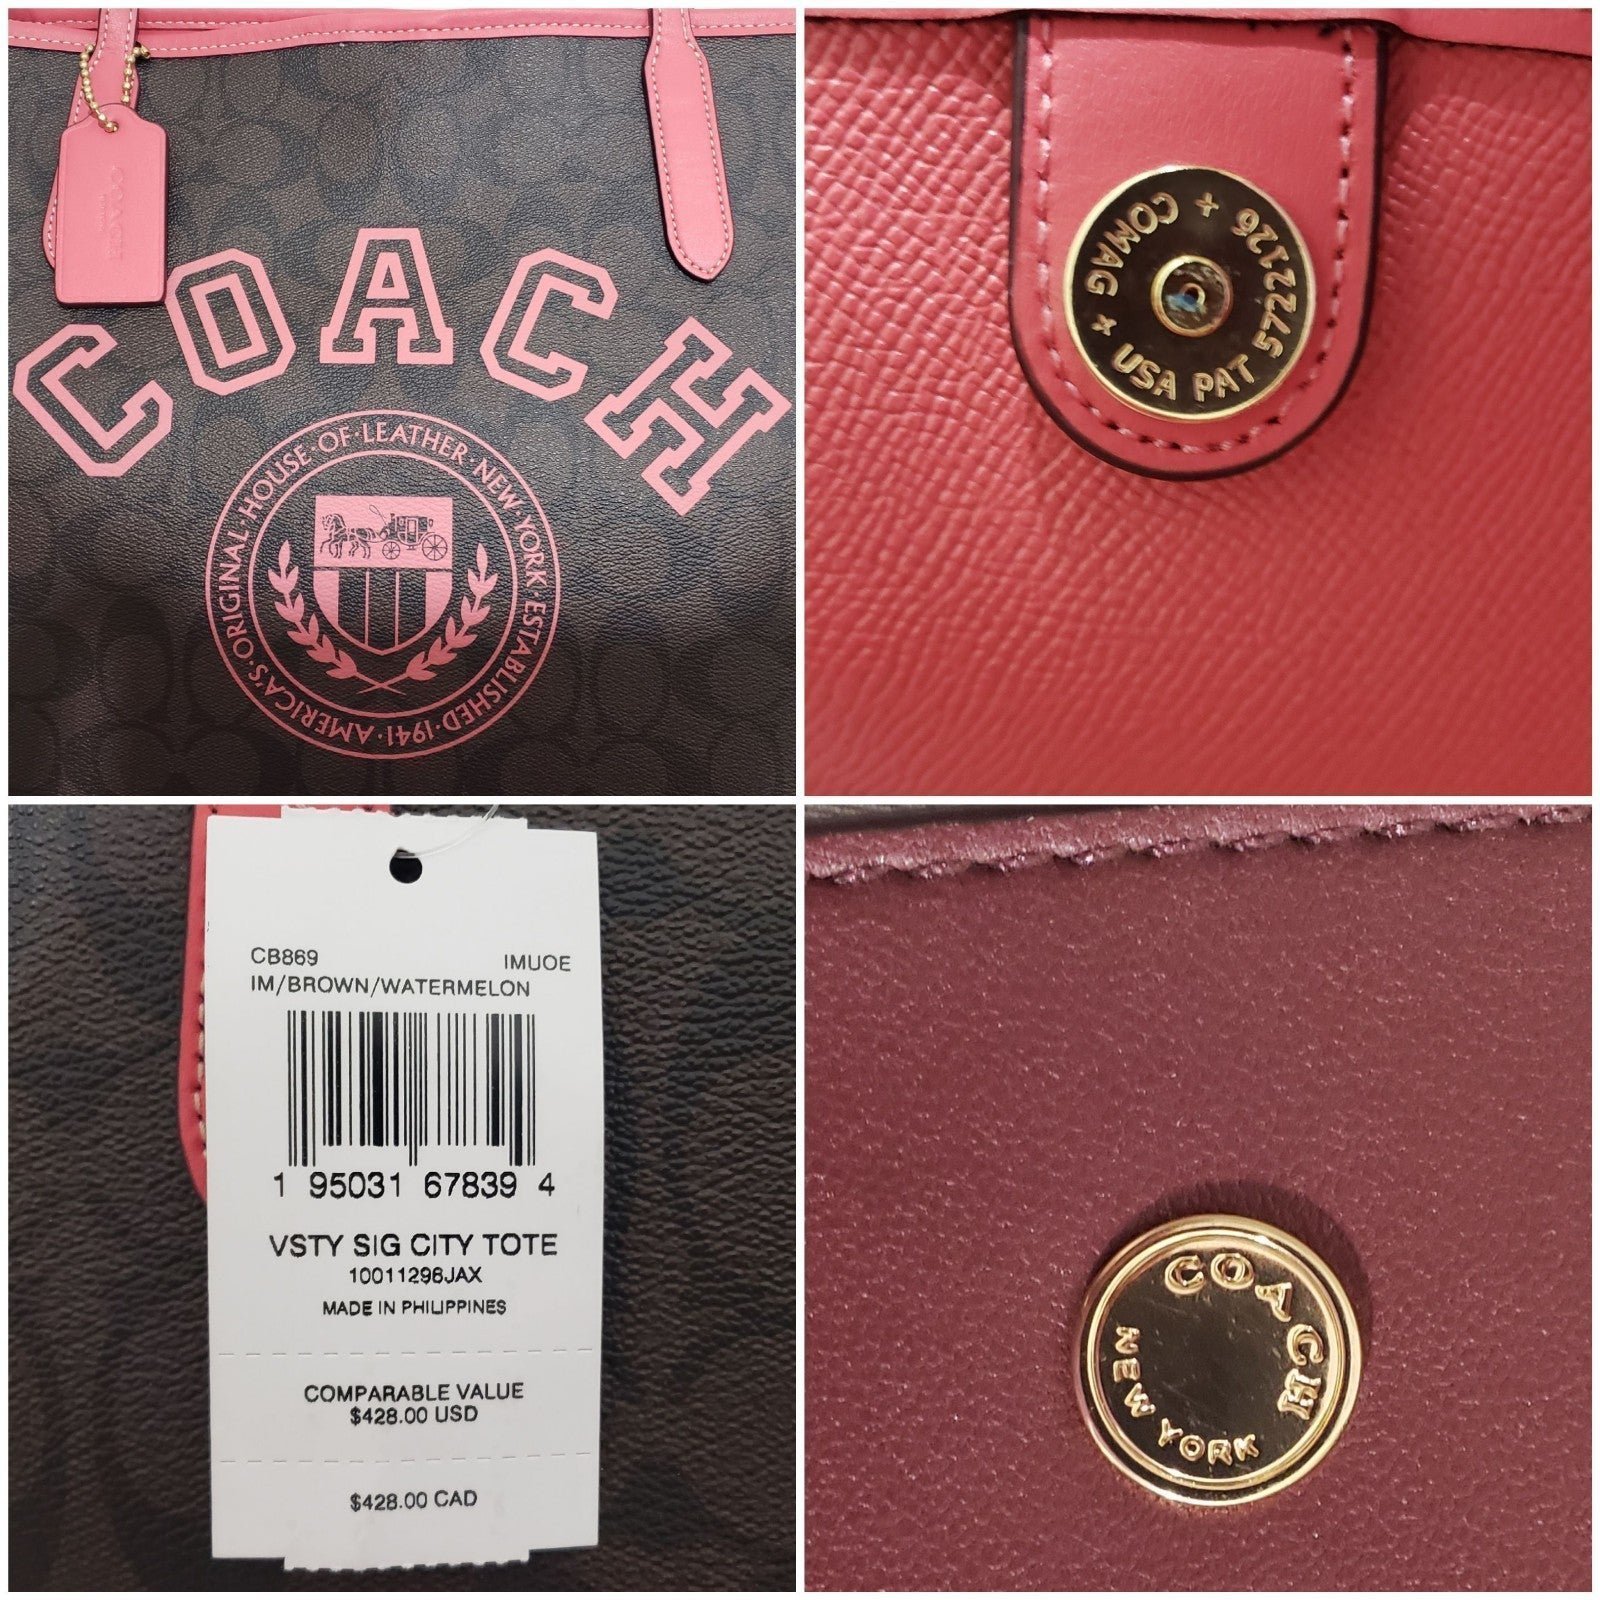 COACH
COACH
AMERICA'S·ORIGINAL·HOUSE·OF·LEATHER·NEW·YORK·ESTABLISHED·1941·
COMAG + USA PAT 5722126 +
CB869 IMUOE
IM/BROWN/WATERMELON
1 95031 67839 4
VSTY SIG CITY TOTE
10011298JAX
MADE IN PHILIPPINES
COMPARABLE VALUE
$428.00 USD
$428.00 CAD
COACH
NEW YORK